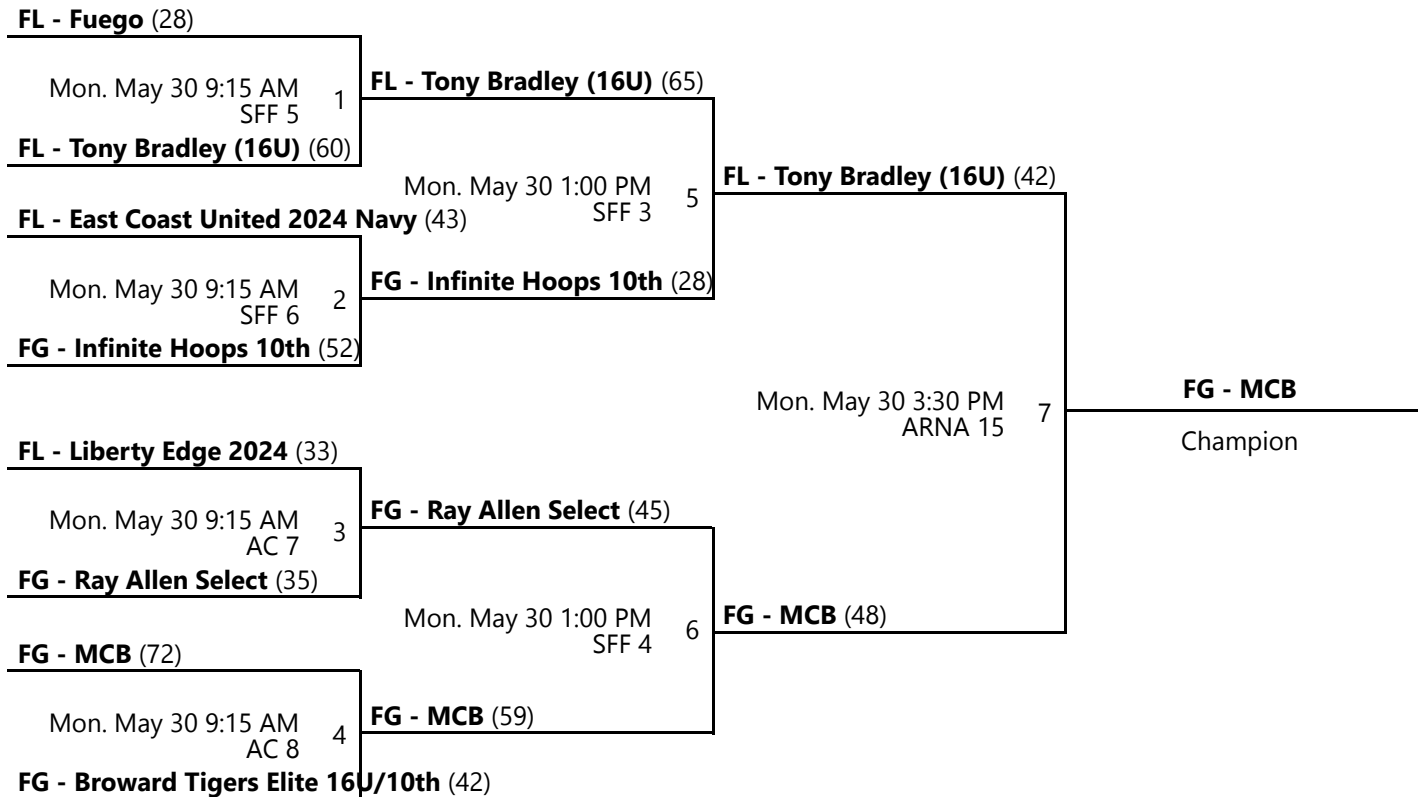 FL - Fuego (28)
Mon. May 30 9:15 AM
SFF 5
1
FL - Tony Bradley (16U) (60)
FL - East Coast United 2024 Navy (43)
Mon. May 30 9:15 AM
SFF 6
2
FG - Infinite Hoops 10th (52)
FL - Liberty Edge 2024 (33)
Mon. May 30 9:15 AM
AC 7
3
FG - Ray Allen Select (35)
FG - MCB (72)
Mon. May 30 9:15 AM
AC 8
4
FG - Broward Tigers Elite 16U/10th (42)
FL - Tony Bradley (16U) (65)
Mon. May 30 1:00 PM
SFF 3
5
FG - Infinite Hoops 10th (28)
FG - Ray Allen Select (45)
Mon. May 30 1:00 PM
SFF 4
6
FG - MCB (59)
FL - Tony Bradley (16U) (42)
Mon. May 30 3:30 PM
ARNA 15
7
FG - MCB (48)
FG - MCB
Champion